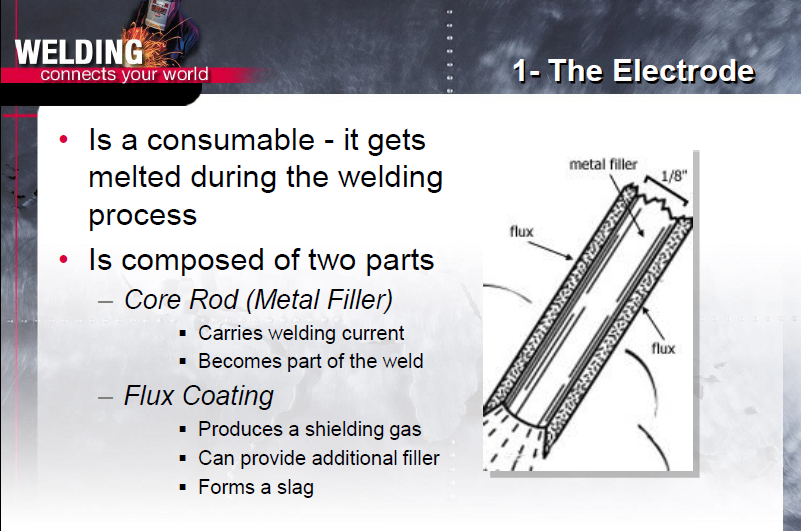 WELDING
connects your world
1- The Electrode
• Is a consumable - it gets
melted during the welding
process
• Is composed of two parts
– Core Rod (Metal Filler)
▪ Carries welding current
▪ Becomes part of the weld
– Flux Coating
▪ Produces a shielding gas
▪ Can provide additional filler
▪ Forms a slag
metal filler
1/8"
flux
flux